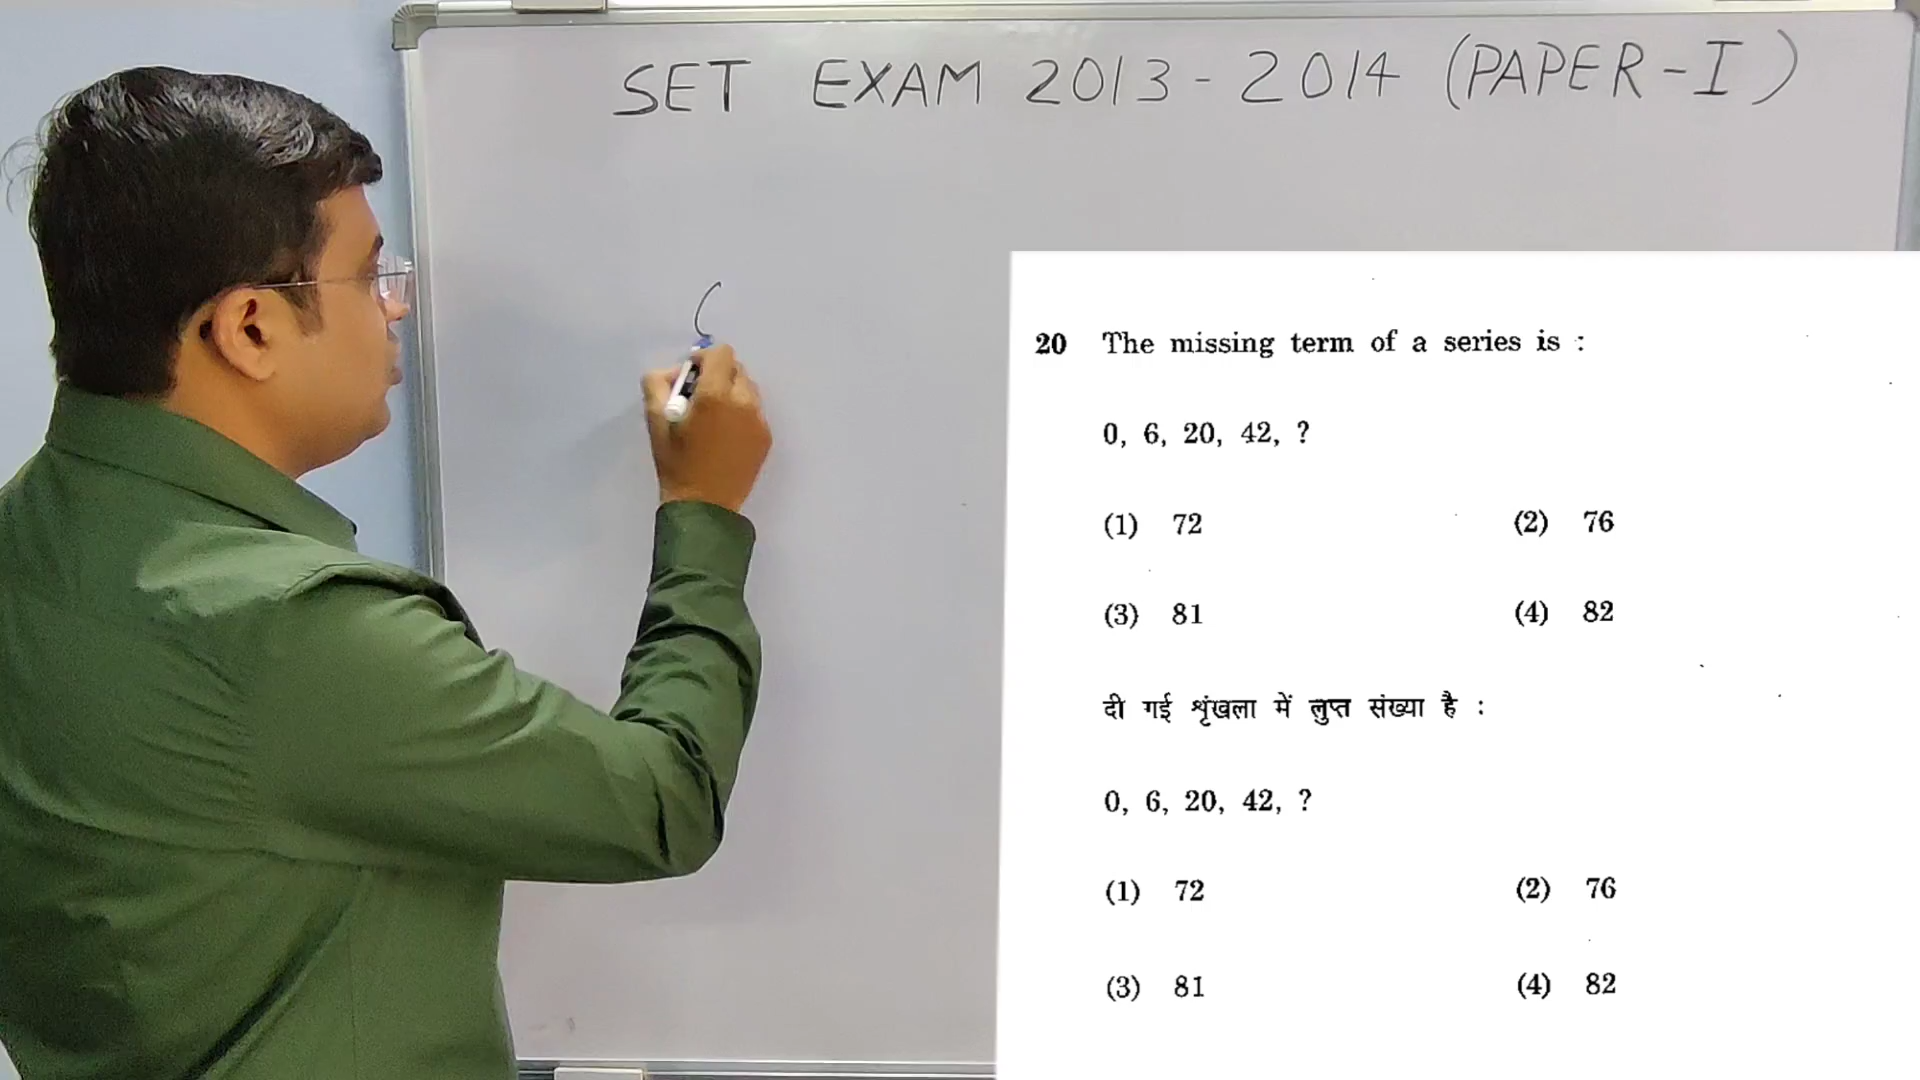 SET EXAM 2013-2014 (PAPER-I)
20 The missing term of a series is :
0, 6, 20, 42, ?
(1) 72 (2) 76
(3) 81 (4) 82
दी गई शृंखला में लुप्त संख्या है :
0, 6, 20, 42, ?
(1) 72 (2) 76
(3) 81 (4) 82